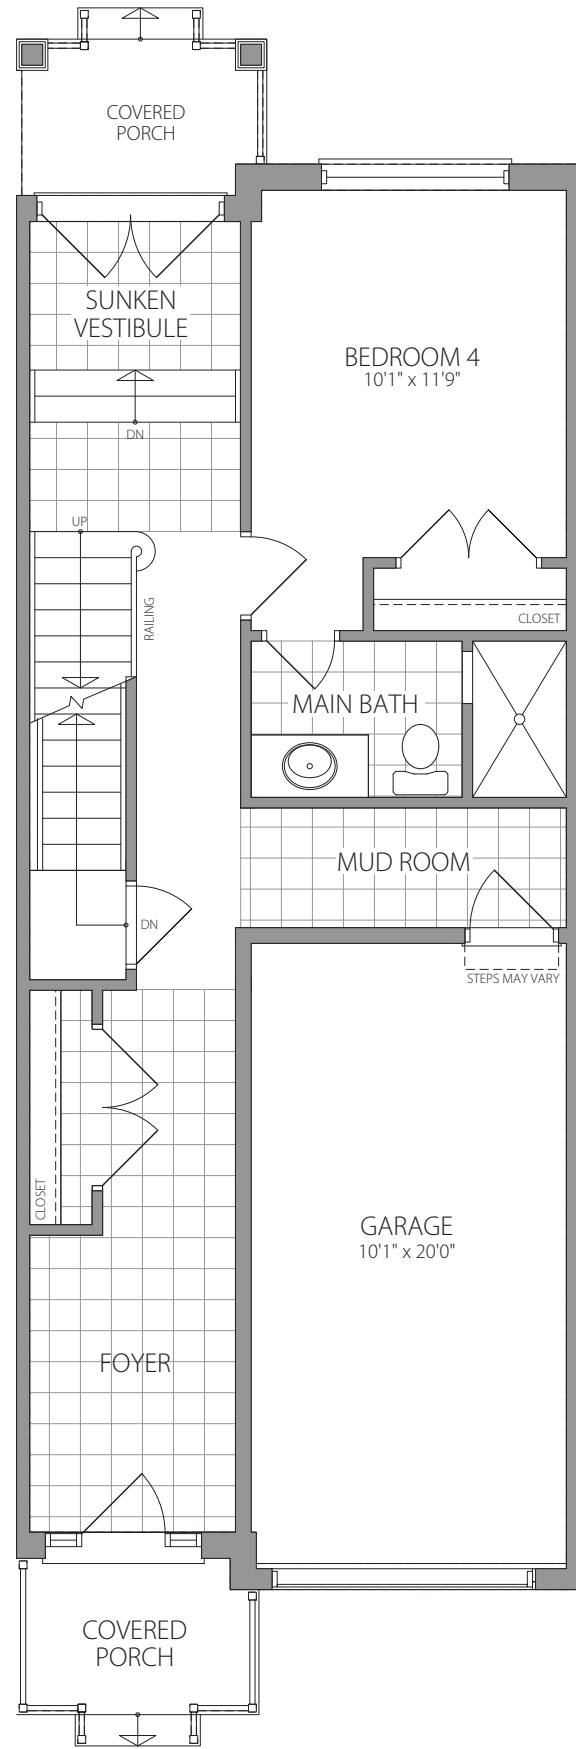 COVERED
PORCH
SUNKEN
VESTIBULE
BEDROOM 4
10'1" x 11'9"
DN
UP
RAILING
CLOSET
MAIN BATH
MUD ROOM
DN
STEPS MAY VARY
CLOSET
GARAGE
10'1" x 20'0"
FOYER
COVERED
PORCH